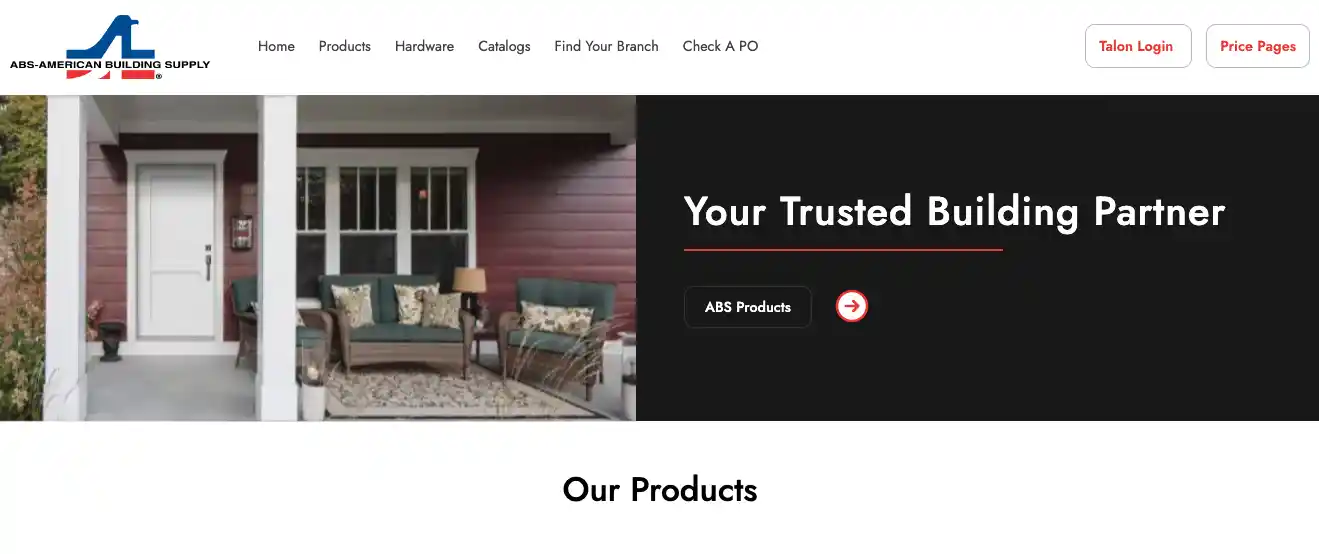 ABS-AMERICAN BUILDING SUPPLY
®
Home Products Hardware Catalogs Find Your Branch Check A PO
Talon Login Price Pages
Your Trusted Building Partner
ABS Products
Our Products